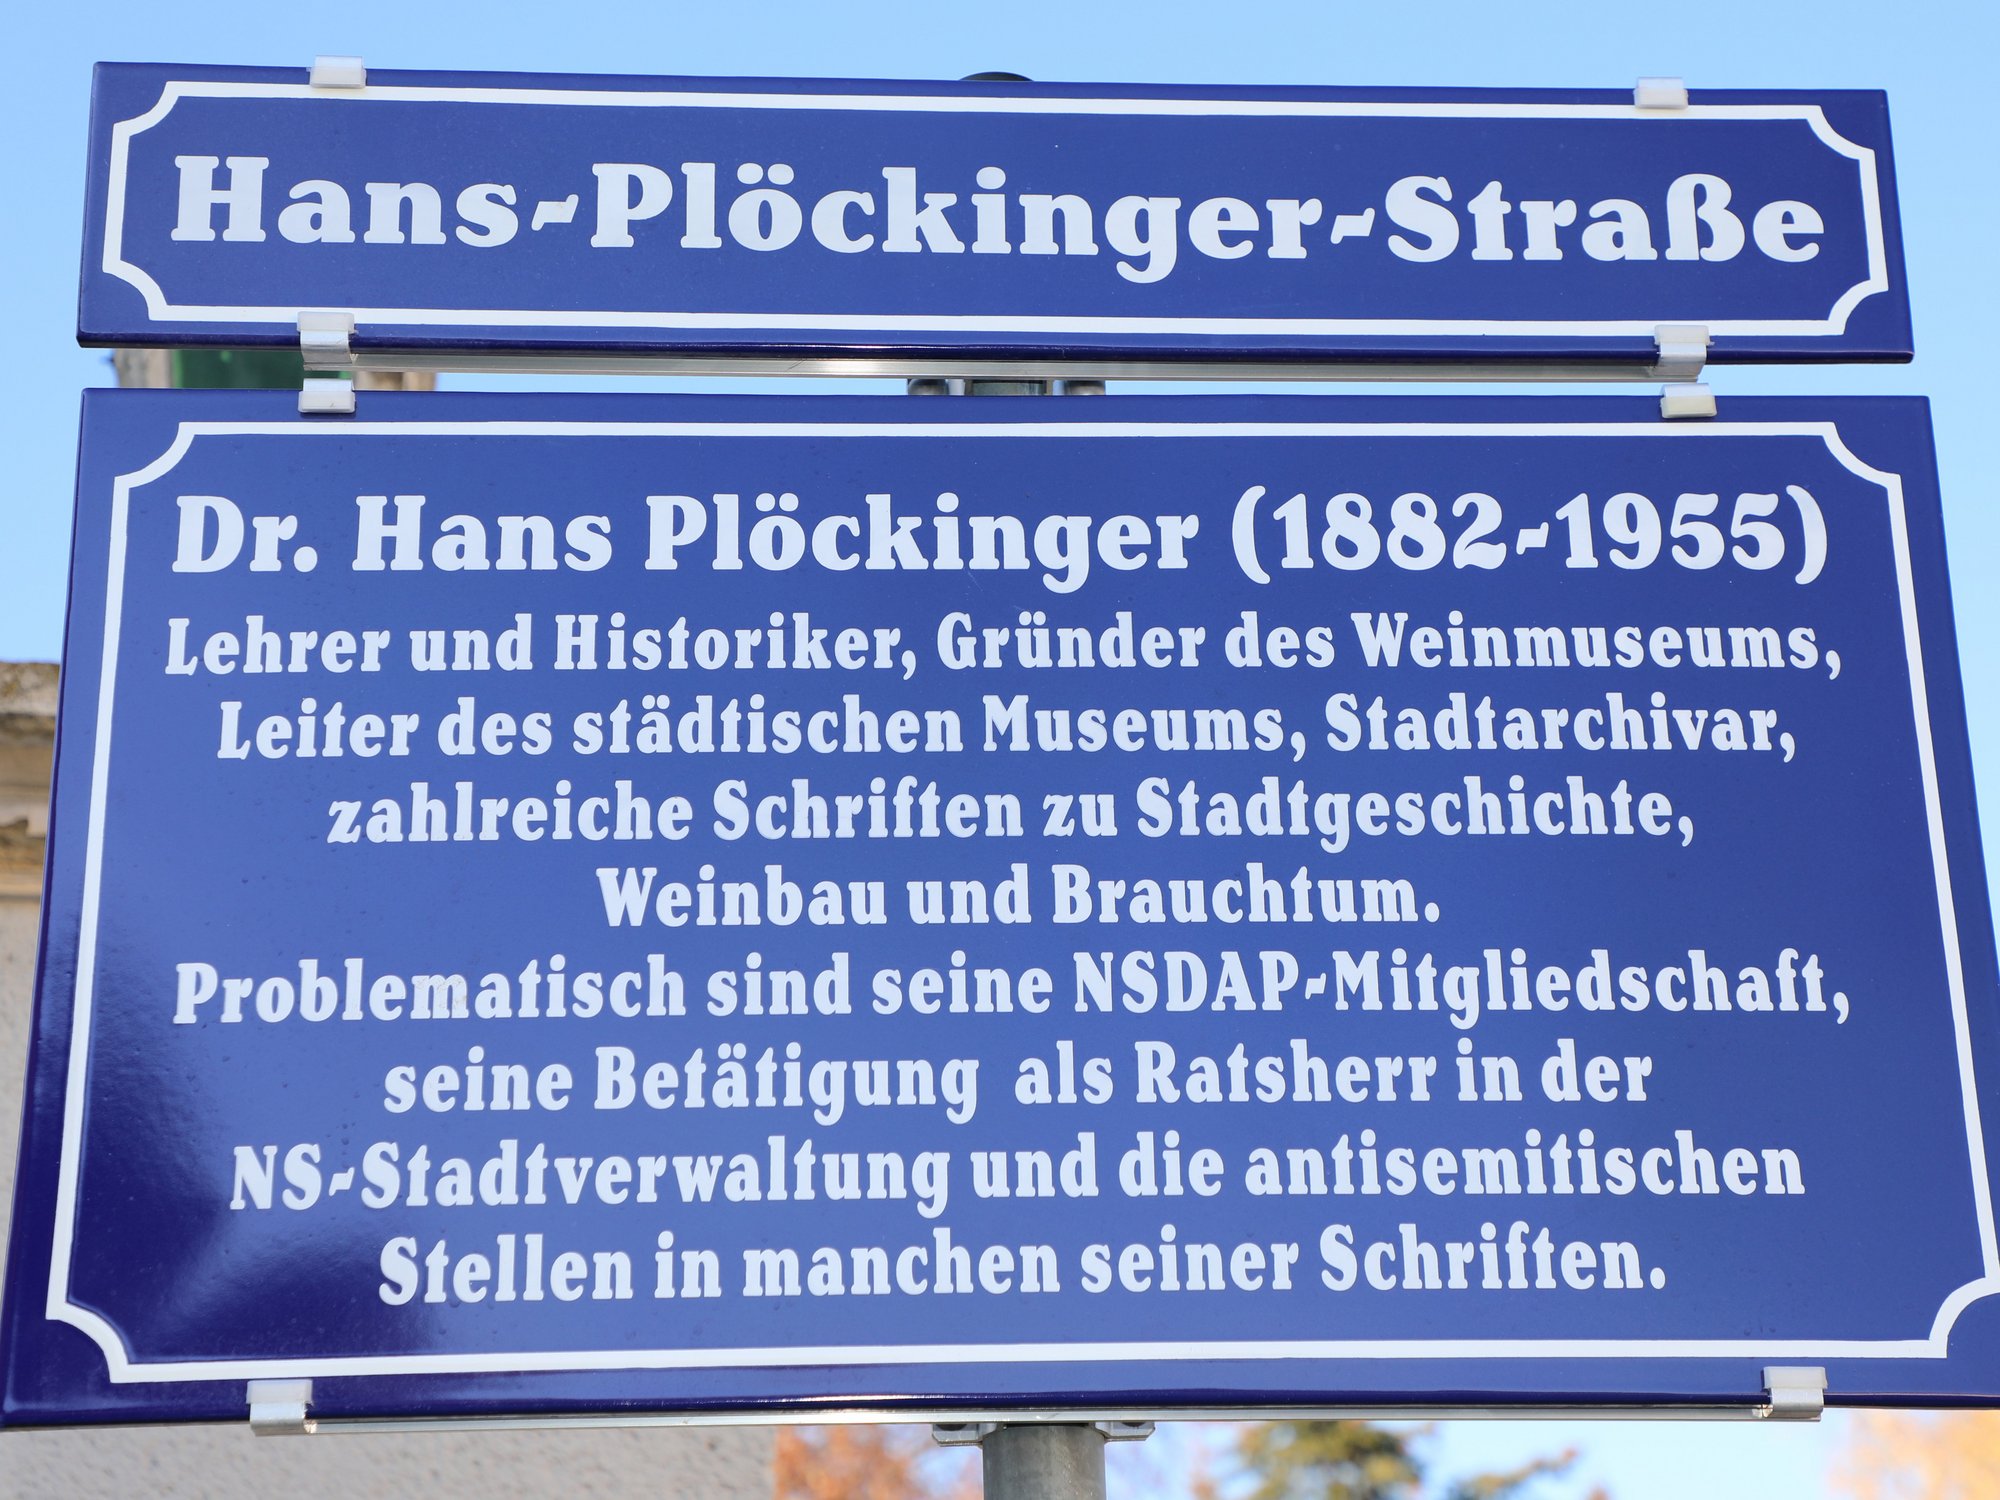 Hans-Plöckinger-Straße
Dr. Hans Plöckinger (1882-1955)
Lehrer und Historiker, Gründer des Weinmuseums,
Leiter des städtischen Museums, Stadtarchivar,
zahlreiche Schriften zu Stadtgeschichte,
Weinbau und Brauchtum.
Problematisch sind seine NSDAP-Mitgliedschaft,
seine Betätigung als Ratsherr in der
NS-Stadtverwaltung und die antisemitischen
Stellen in manchen seiner Schriften.